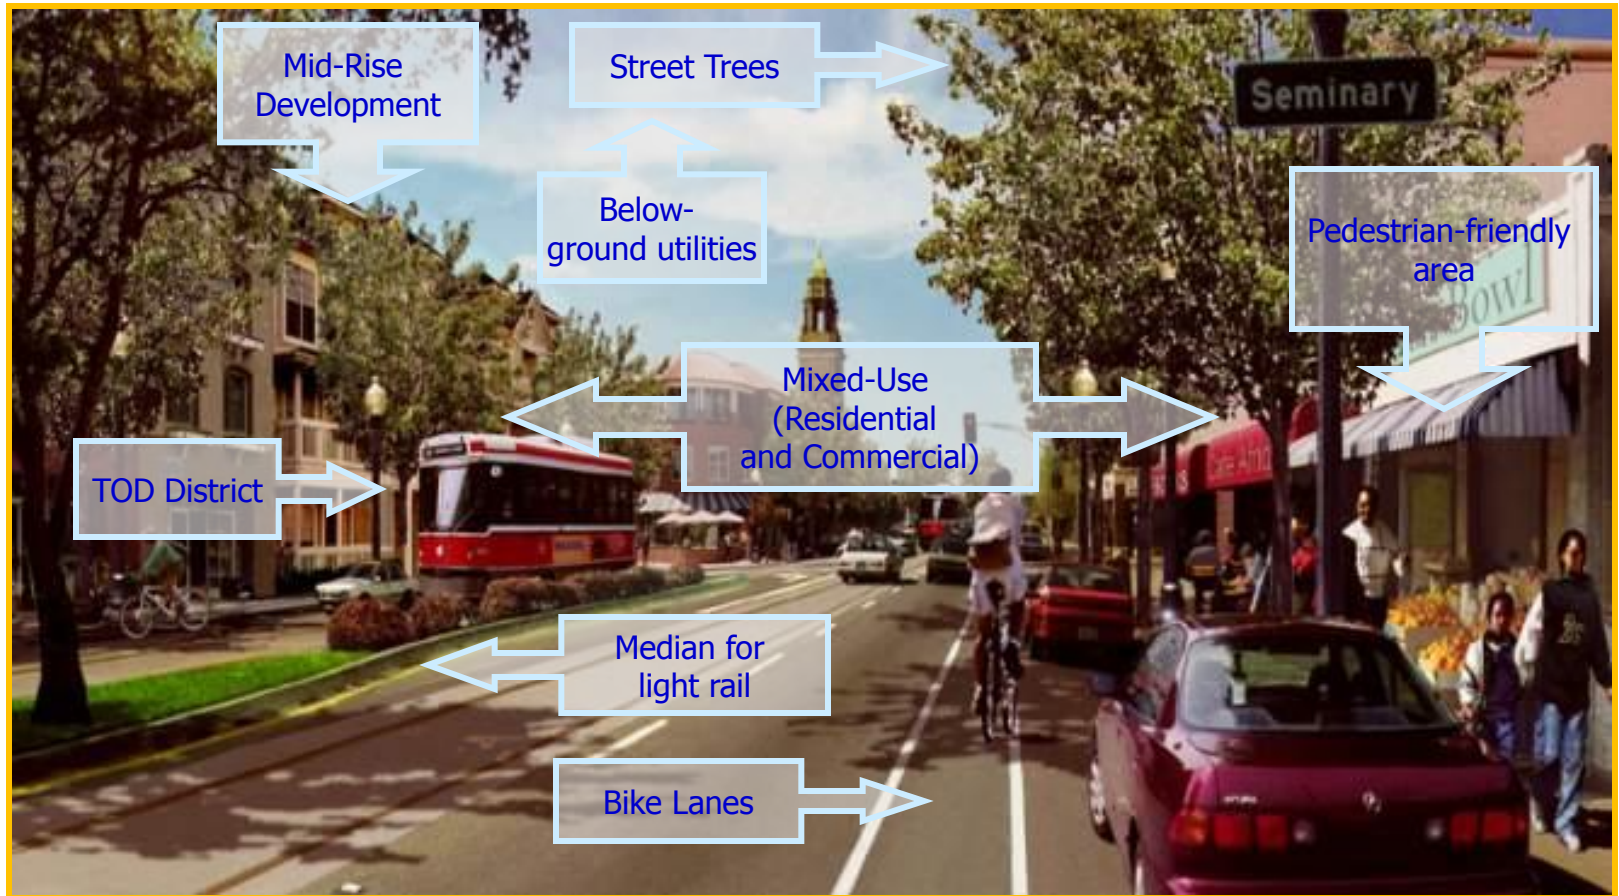 Mid-Rise
Development
Street Trees
Seminary
Below-
ground utilities
Pedestrian-friendly
area
Bowl
Mixed-Use
(Residential
and Commercial)
TOD District
Median for
light rail
Bike Lanes